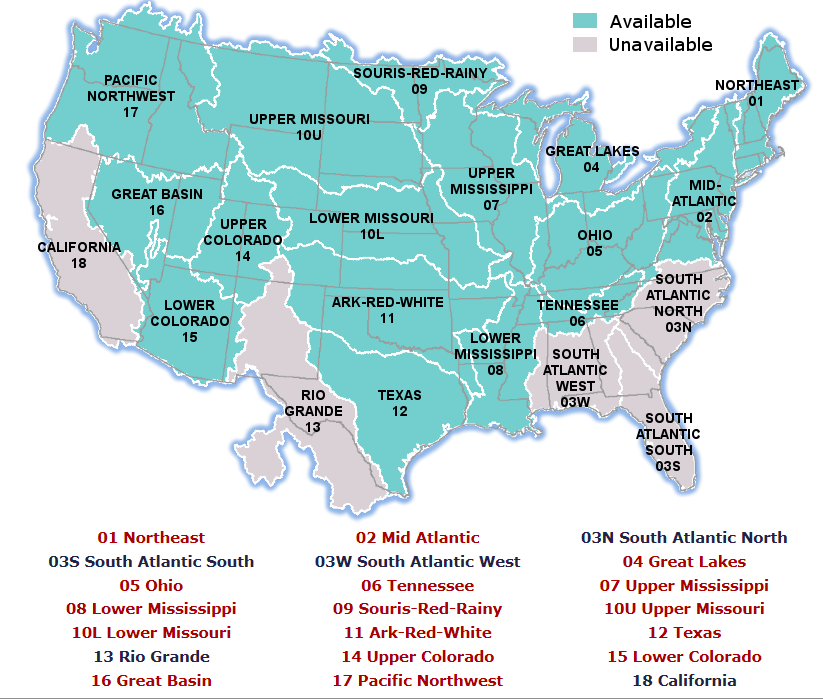 Available
Unavailable
PACIFIC
NORTHWEST
17
SOURIS-RED-RAINY
09
NORTHEAST
01
UPPER MISSOURI
10U
GREAT LAKES
04
UPPER
MISSISSIPPI
07
MID-
ATLANTIC
02
GREAT BASIN
16
LOWER MISSOURI
10L
UPPER
COLORADO
14
OHIO
05
CALIFORNIA
18
SOUTH
ATLANTIC
NORTH
03N
LOWER
COLORADO
15
ARK-RED-WHITE
11
TENNESSEE
06
LOWER
MISSISSIPPI
08
SOUTH
ATLANTIC
WEST
03W
RIO
GRANDE
13
TEXAS
12
SOUTH
ATLANTIC
SOUTH
03S
01 Northeast
02 Mid Atlantic
03N South Atlantic North
03S South Atlantic South
03W South Atlantic West
04 Great Lakes
05 Ohio
06 Tennessee
07 Upper Mississippi
08 Lower Mississippi
09 Souris-Red-Rainy
10U Upper Missouri
10L Lower Missouri
11 Ark-Red-White
12 Texas
13 Rio Grande
14 Upper Colorado
15 Lower Colorado
16 Great Basin
17 Pacific Northwest
18 California